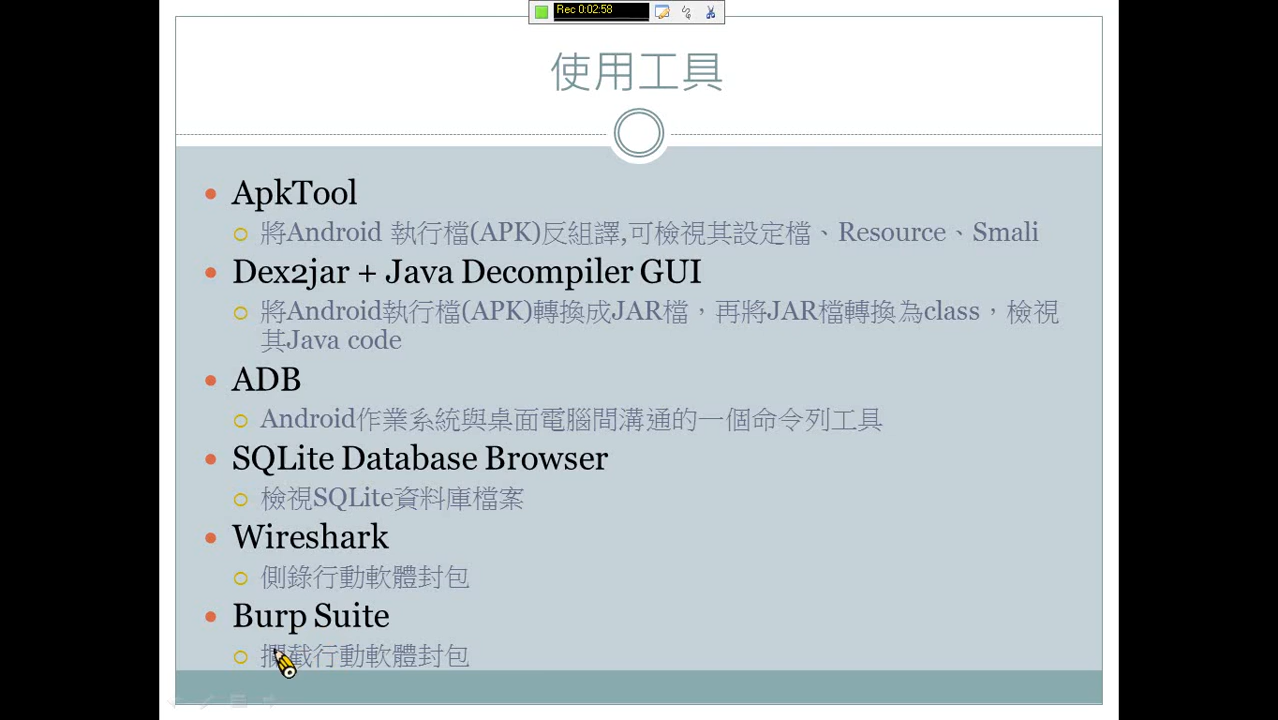 Rec 0:02:58
使用工具
ApkTool
將Android 執行檔(APK)反組譯,可檢視其設定檔、Resource、Smali
Dex2jar + Java Decompiler GUI
將Android執行檔(APK)轉換成JAR檔，再將JAR檔轉換為class，檢視
其Java code
ADB
Android作業系統與桌面電腦間溝通的一個命令列工具
SQLite Database Browser
檢視SQLite資料庫檔案
Wireshark
側錄行動軟體封包
Burp Suite
攔截行動軟體封包